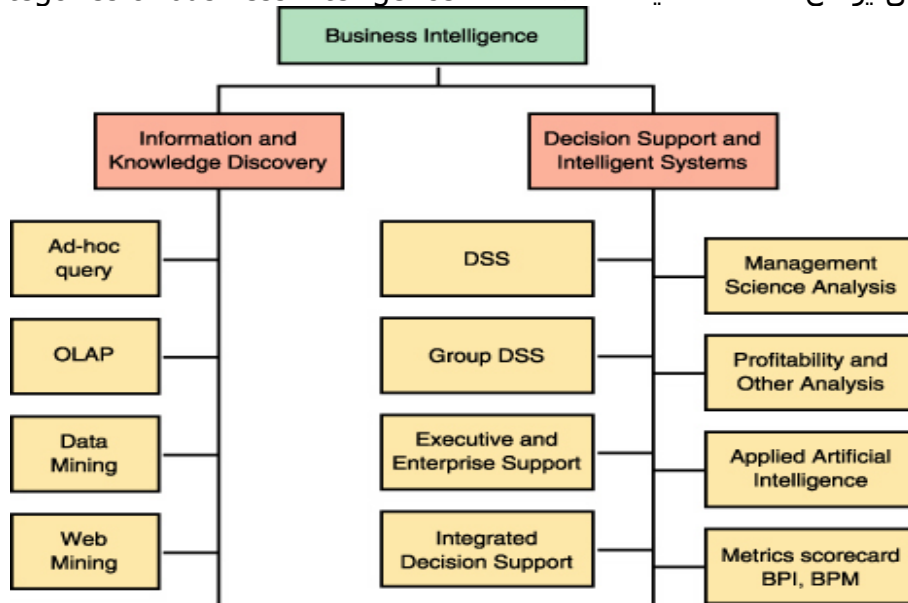 Business Intelligence
Information and
Knowledge Discovery
Decision Support and
Intelligent Systems
Ad-hoc
query
OLAP
Data
Mining
Web
Mining
DSS
Group DSS
Executive and
Enterprise Support
Integrated
Decision Support
Management
Science Analysis
Profitability and
Other Analysis
Applied Artificial
Intelligence
Metrics scorecard
BPI, BPM